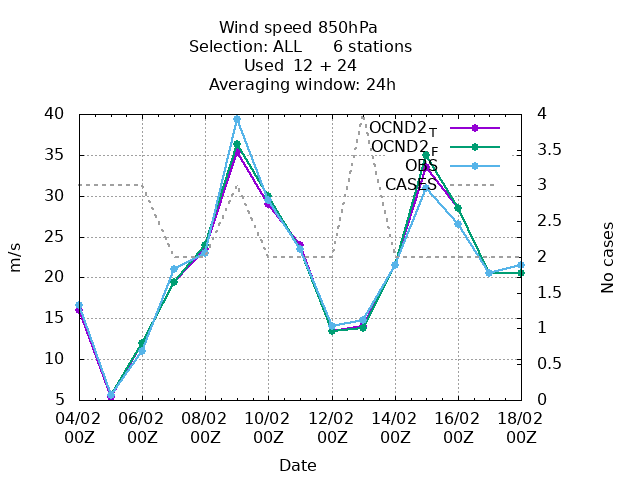 Wind speed 850hPa
Selection: ALL 6 stations
Used 12 + 24
Averaging window: 24h
40
35
30
25
20
15
10
5
m/s
4
3.5
3
2.5
2
1.5
1
0.5
0
No cases
OCND2T
OCND2F
OBS
CASES
04/02 06/02 08/02 10/02 12/02 14/02 16/02 18/02
00Z 00Z 00Z 00Z 00Z 00Z 00Z 00Z
Date